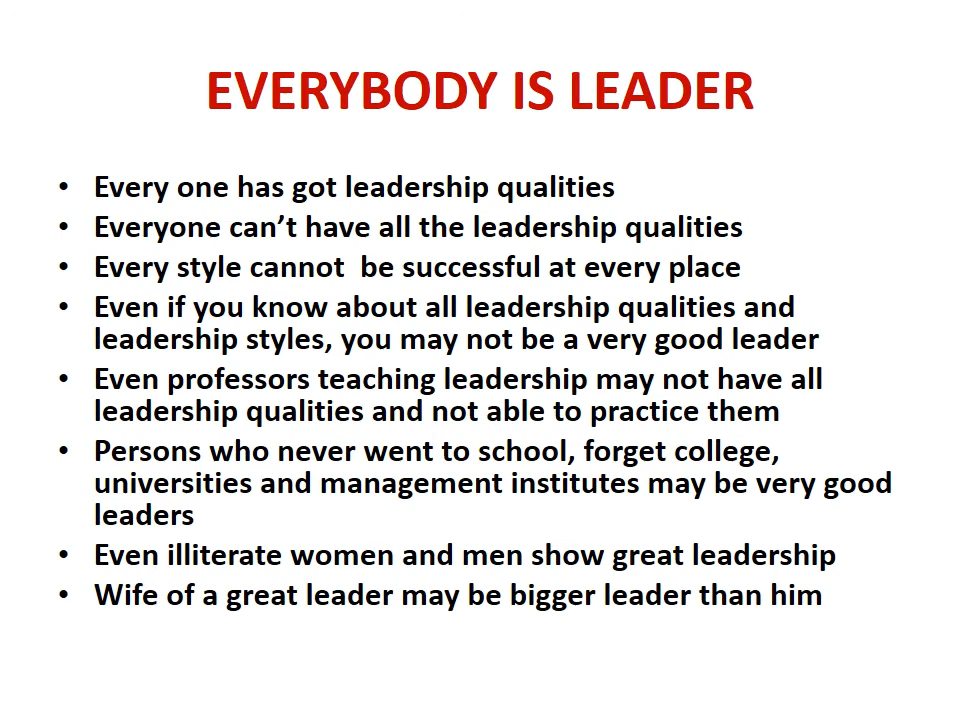 EVERYBODY IS LEADER
• Every one has got leadership qualities
• Everyone can’t have all the leadership qualities
• Every style cannot  be successful at every place
• Even if you know about all leadership qualities and
leadership styles, you may not be a very good leader
• Even professors teaching leadership may not have all
leadership qualities and not able to practice them
• Persons who never went to school, forget college,
universities and management institutes may be very good
leaders
• Even illiterate women and men show great leadership
• Wife of a great leader may be bigger leader than him